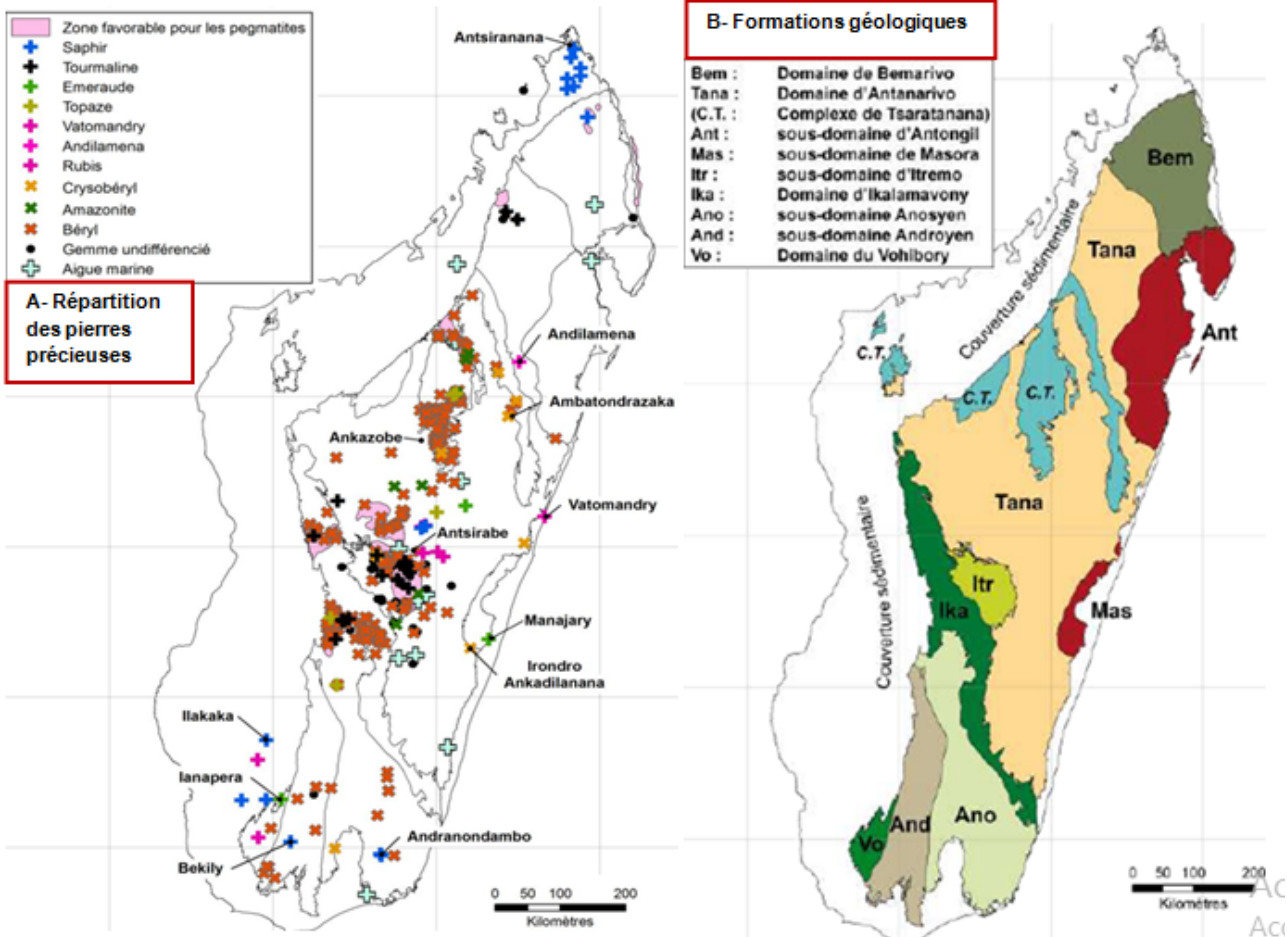 Zone favorable pour les pegmatites
Saphir
Tourmaline
Emeraude
Topaze
Vatomandry
Andilamena
Rubis
Crysobéryl
Amazonite
Béryl
Gemme undifférencié
Aigue marine
A- Répartition
des pierres
précieuses
Antsiranana
Andilamena
Ambatondrazaka
Ankazobe
Vatomandry
Antsirabe
Manajary
Irondro
Ankadilanana
Ilakaka
Ianapera
Andranondambo
Bekily
0 50 100 200
Kilomètres
B- Formations géologiques
Bem : Domaine de Bemarivo
Tana : Domaine d'Antanarivo
(C.T. : Complexe de Tsaratanana)
Ant : sous-domaine d'Antongil
Mas : sous-domaine de Masora
Itr : sous-domaine d'Itremo
Ika : Domaine d'Ikalamavony
Ano : sous-domaine Anosyen
And : sous-domaine Androyen
Vo : Domaine du Vohibory
Bem
Tana
Couverture sédimentaire
Ant
C.T.
C.T.
C.T.
Tana
Couverture sédimentaire
Itr
Ika
Mas
And
Ano
Vo
0 50 100 200
Kilomètres
Ac
Acc